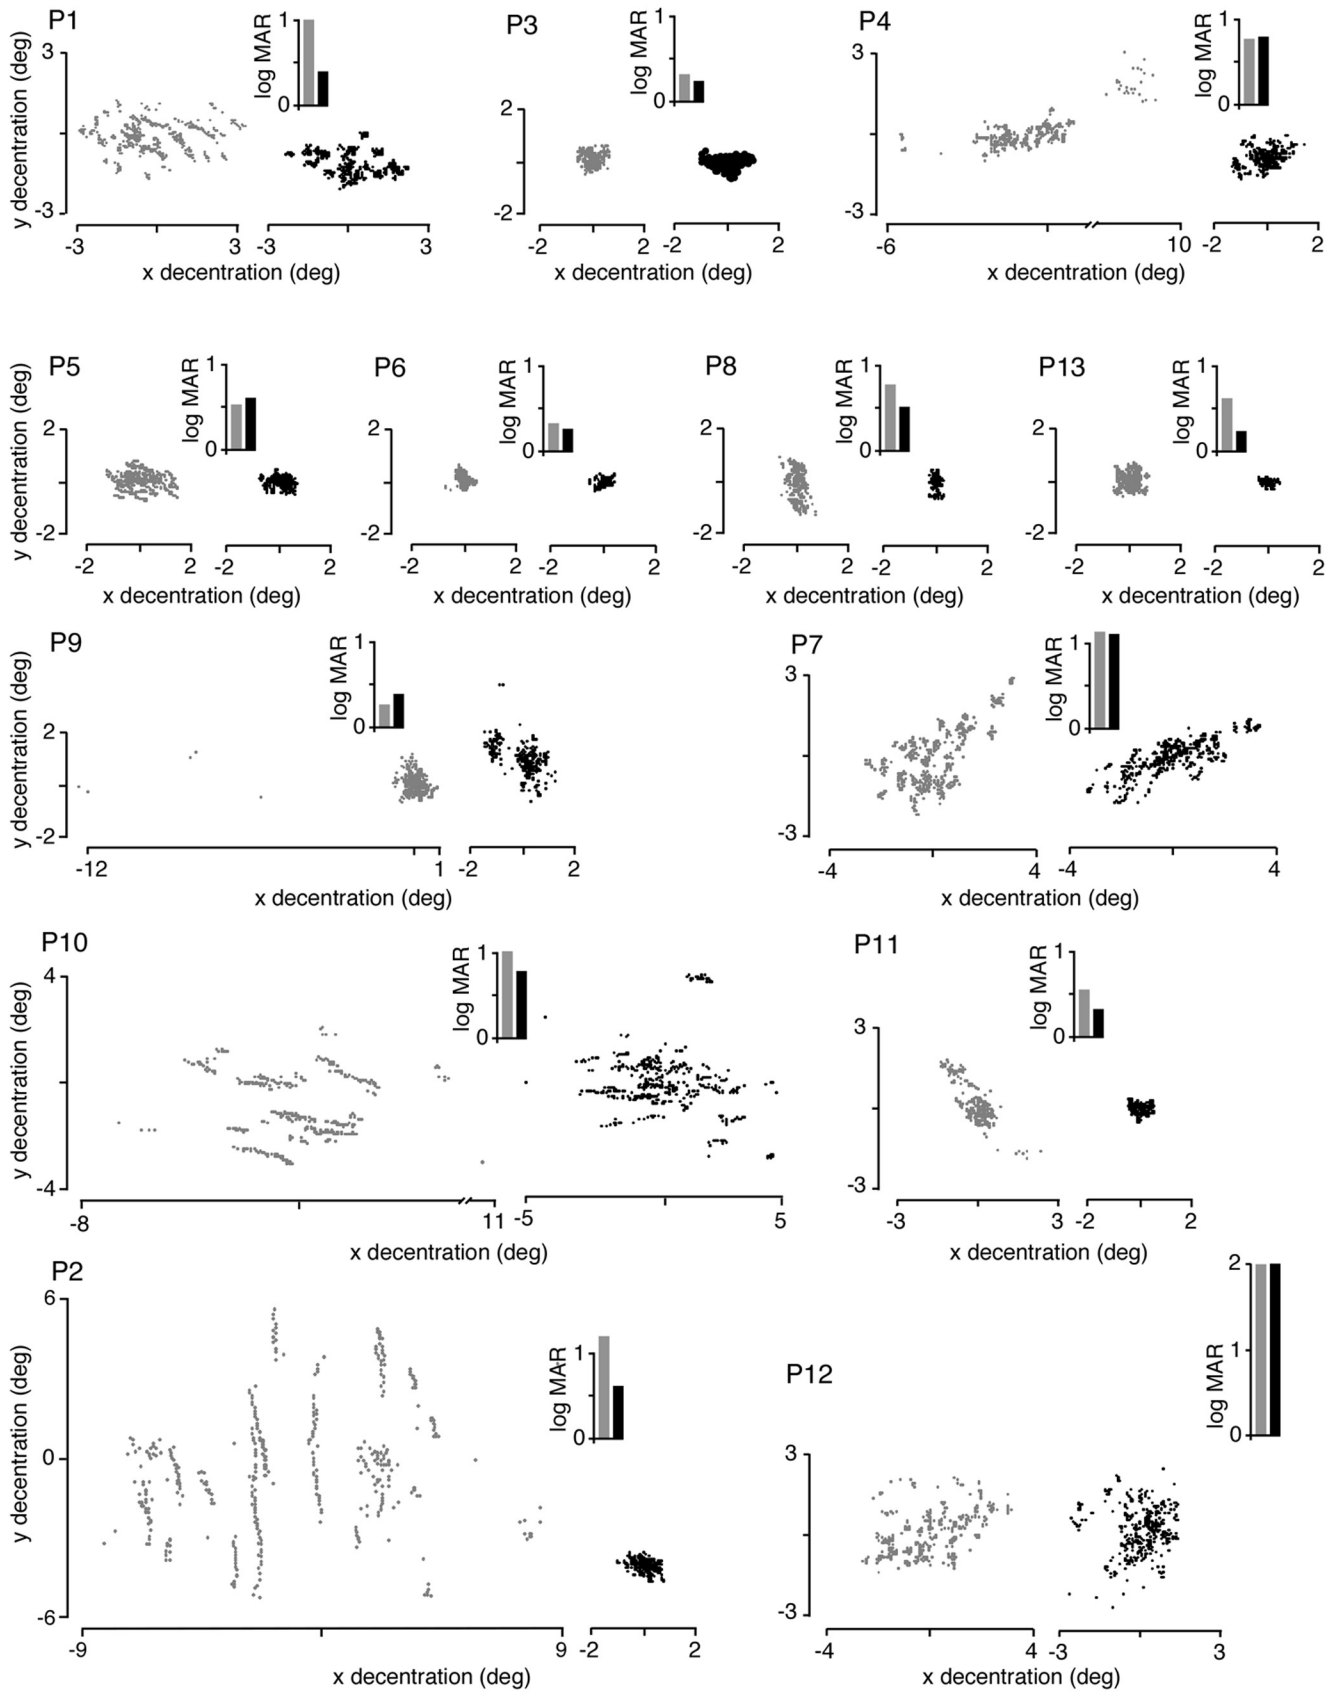 P1
P3
P4
1
log MAR
0
1
log MAR
0
1
log MAR
0
3
y decentration (deg)
-3
2
-2
3
-3
-3
3
-3
3
-2
2
-2
2
-6
10
-2
2
x decentration (deg)
x decentration (deg)
x decentration (deg)
P5
P6
P8
P13
1
log MAR
0
1
log MAR
0
1
log MAR
0
1
log MAR
0
y decentration (deg)
2
-2
2
-2
2
-2
2
-2
-2
2
-2
2
-2
2
-2
2
-2
2
-2
2
-2
2
-2
2
x decentration (deg)
x decentration (deg)
x decentration (deg)
x decentration (deg)
P9
P7
1
log MAR
0
1
log MAR
0
y decentration (deg)
2
-2
3
-3
-12
1
-2
2
-4
4
-4
4
x decentration (deg)
x decentration (deg)
P10
P11
1
log MAR
0
1
log MAR
0
y decentration (deg)
4
-4
3
-3
-8
11
-5
5
-3
3
-2
2
x decentration (deg)
x decentration (deg)
P2
P12
1
log MAR
0
2
1
log MAR
0
y decentration (deg)
6
0
-6
3
-3
-9
9
-2
2
-4
4
-3
3
x decentration (deg)
x decentration (deg)